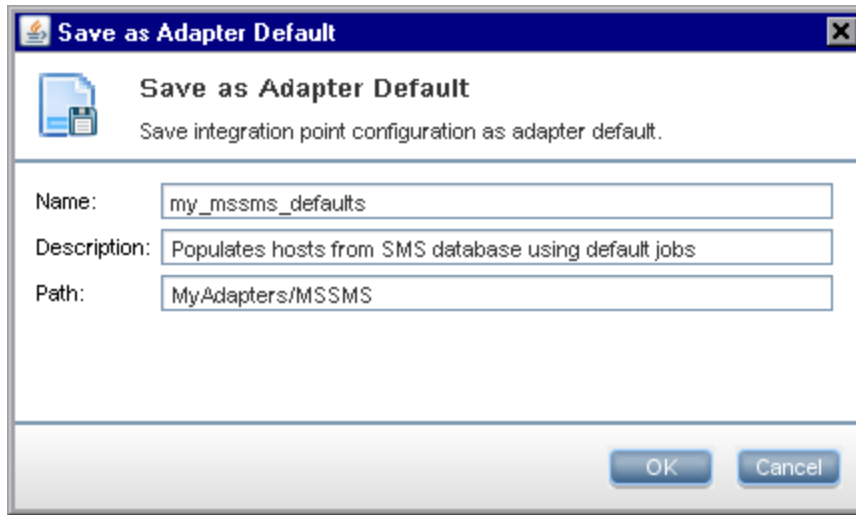 Save as Adapter Default
Save as Adapter Default
Save integration point configuration as adapter default.
Name: my_mssms_defaults
Description: Populates hosts from SMS database using default jobs
Path: MyAdapters/MSSMS
OK Cancel